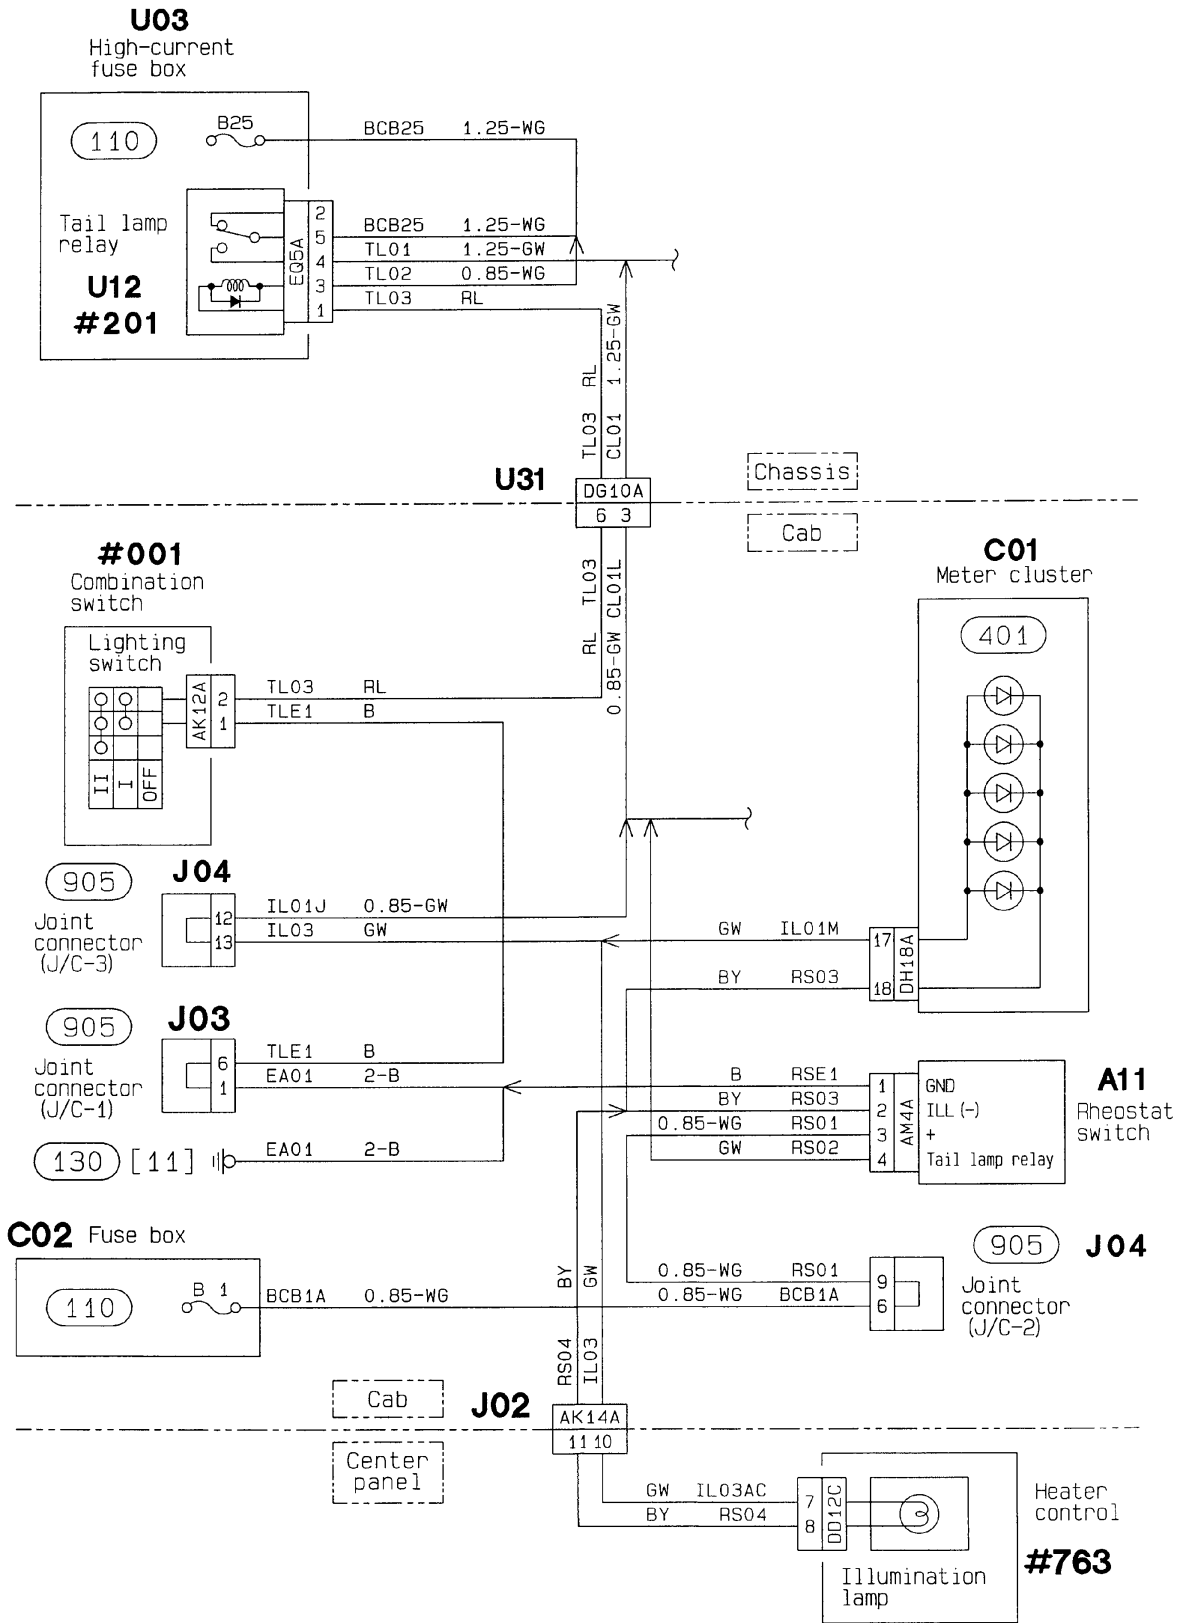 U03
High-current
fuse box
110
B25
BCB25 1.25-WG
Tail lamp
relay
U12
#201
EQ5A
2
5 BCB25 1.25-WG
4 TL01 1.25-GW
3 TL02 0.85-WG
1 TL03 RL
TL03 RL
CL01 1.25-GW
U31
DG10A
6 3
Chassis
Cab
TL03 RL
0.85-GW CL01L
#001
Combination
switch
Lighting
switch
II I OFF
AK12A
2 TL03 RL
1 TLE1 B
C01
Meter cluster
401
905
J04
Joint
connector
(J/C-3)
12 IL01J 0.85-GW
13 IL03 GW
GW IL01M 17
BY RS03 18
DH18A
905
J03
Joint
connector
(J/C-1)
6 TLE1 B
1 EA01 2-B
130 [11] EA01 2-B
B RSE1 1 GND
BY RS03 2 ILL (-)
0.85-WG RS01 3 +
GW RS02 4 Tail lamp relay
AM4A
A11
Rheostat
switch
C02 Fuse box
110
B 1
BCB1A 0.85-WG
905 J04
0.85-WG RS01 9
0.85-WG BCB1A 6
Joint
connector
(J/C-2)
RS04 BY
IL03 GW
Cab
J02
AK14A
11 10
Center
panel
GW IL03AC 7
BY RS04 8
DD12C
Heater
control
#763
Illumination
lamp